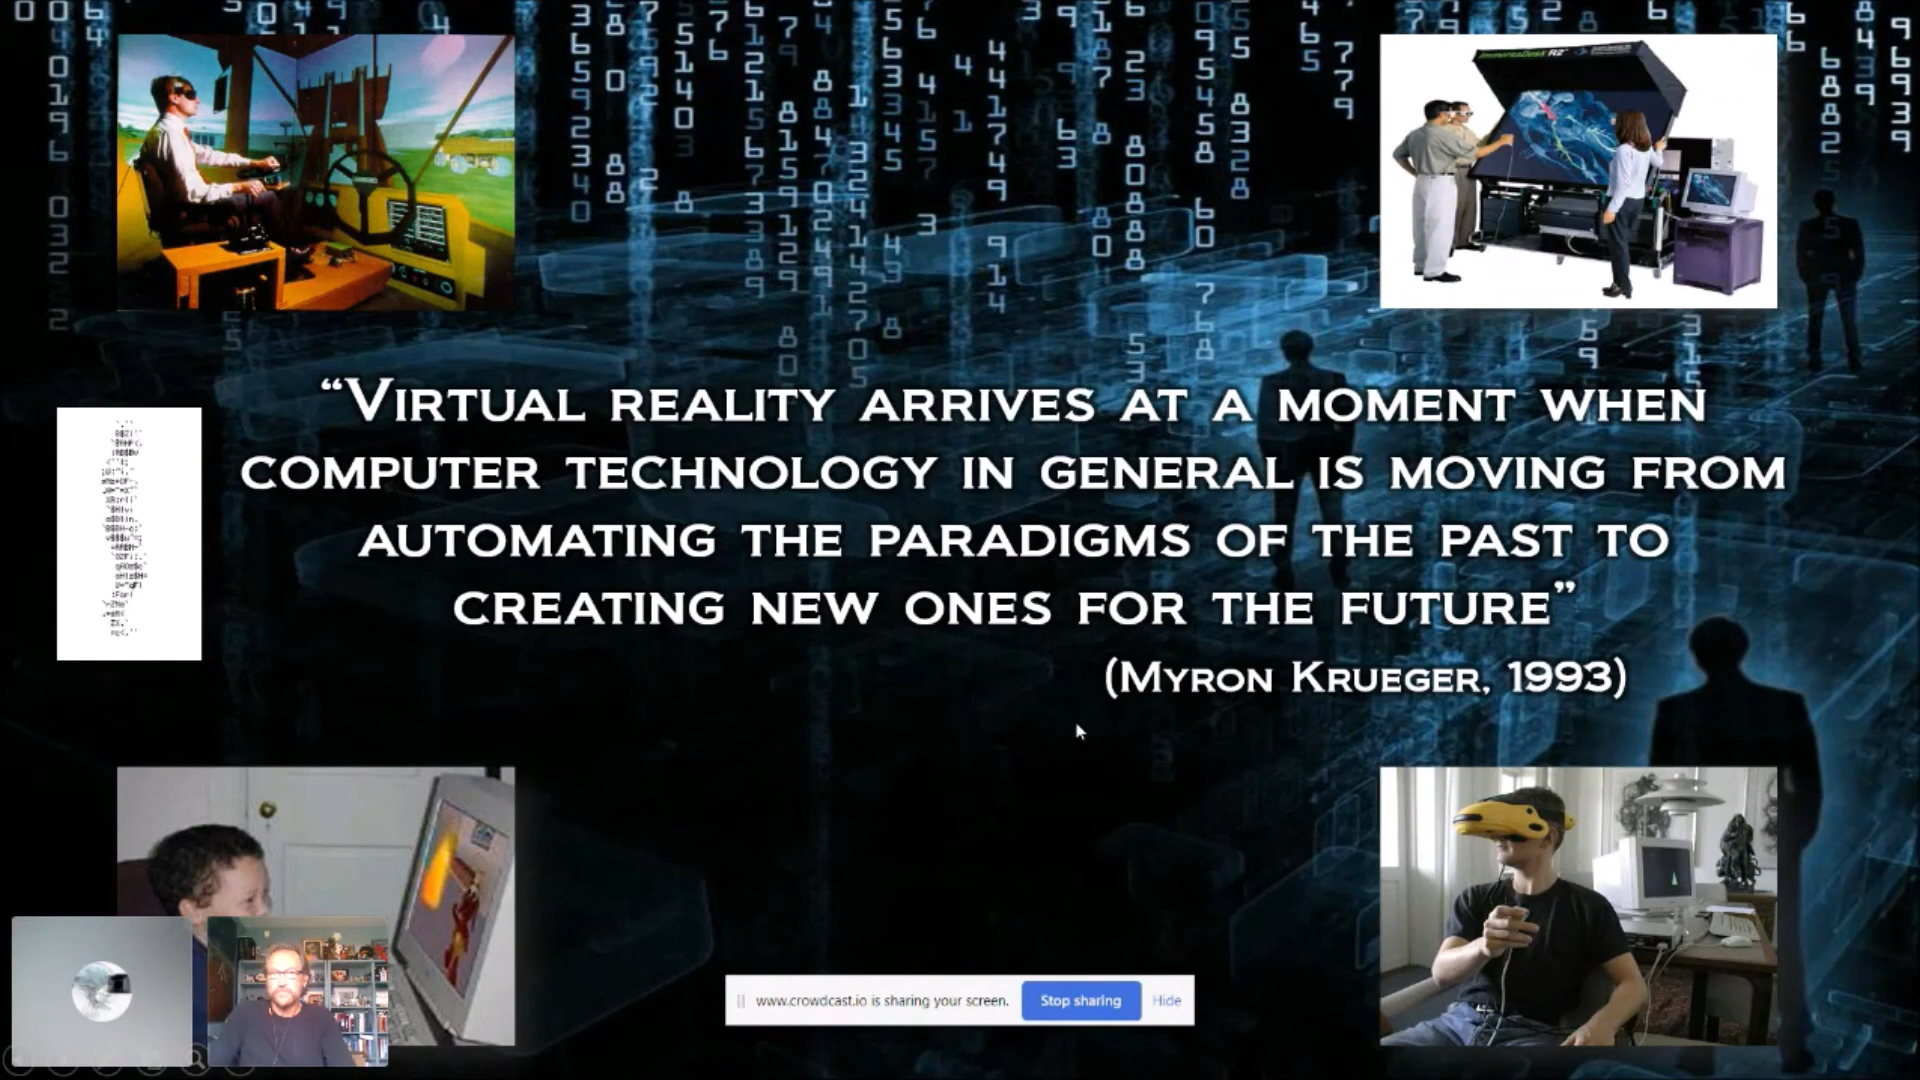 ImmersaDesk R2
“Virtual reality arrives at a moment when
computer technology in general is moving from
automating the paradigms of the past to
creating new ones for the future”
(Myron Krueger, 1993)
www.crowdcast.io is sharing your screen.
Stop sharing
Hide